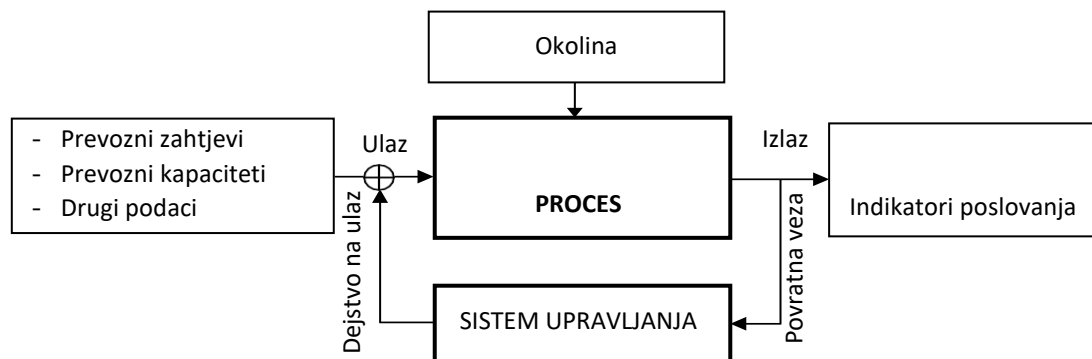 Okolina
- Prevozni zahtjevi
- Prevozni kapaciteti
- Drugi podaci
Ulaz
Dejstvo na ulaz
PROCES
Izlaz
Povratna veza
Indikatori poslovanja
SISTEM UPRAVLJANJA